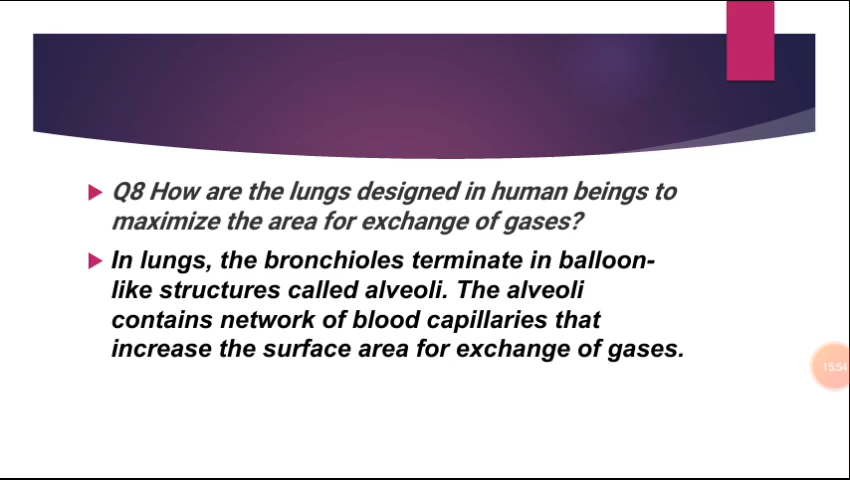 Q8 How are the lungs designed in human beings to
maximize the area for exchange of gases?
In lungs, the bronchioles terminate in balloon-
like structures called alveoli. The alveoli
contains network of blood capillaries that
increase the surface area for exchange of gases.
15:54